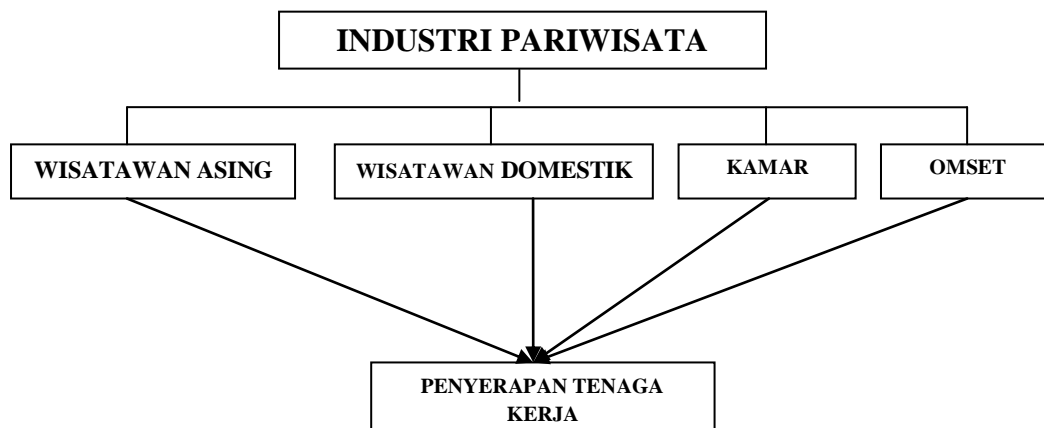 INDUSTRI PARIWISATA
WISATAWAN ASING
WISATAWAN DOMESTIK
KAMAR
OMSET
PENYERAPAN TENAGA
KERJA